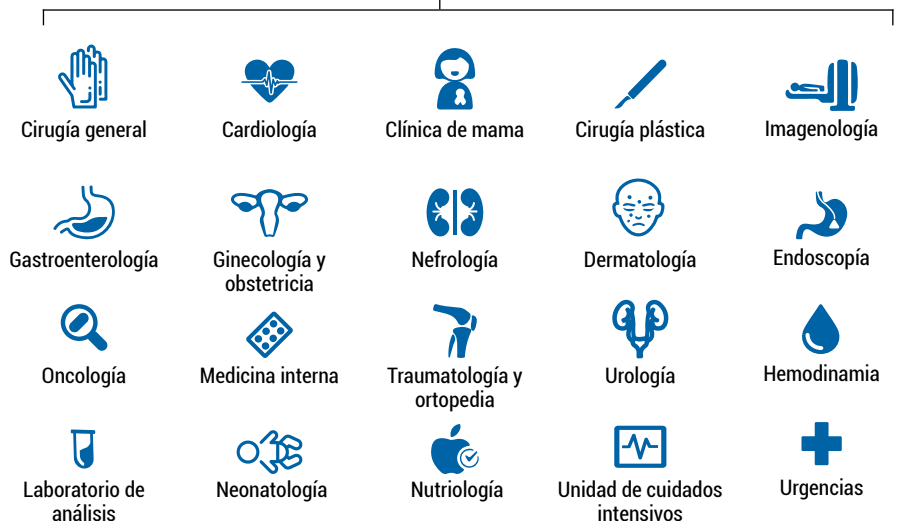 Cirugía general
Cardiología
Clínica de mama
Cirugía plástica
Imagenología
Gastroenterología
Ginecología y
obstetricia
Nefrología
Dermatología
Endoscopía
Oncología
Medicina interna
Traumatología y
ortopedia
Urología
Hemodinamia
Laboratorio de
análisis
Neonatología
Nutriología
Unidad de cuidados
intensivos
Urgencias